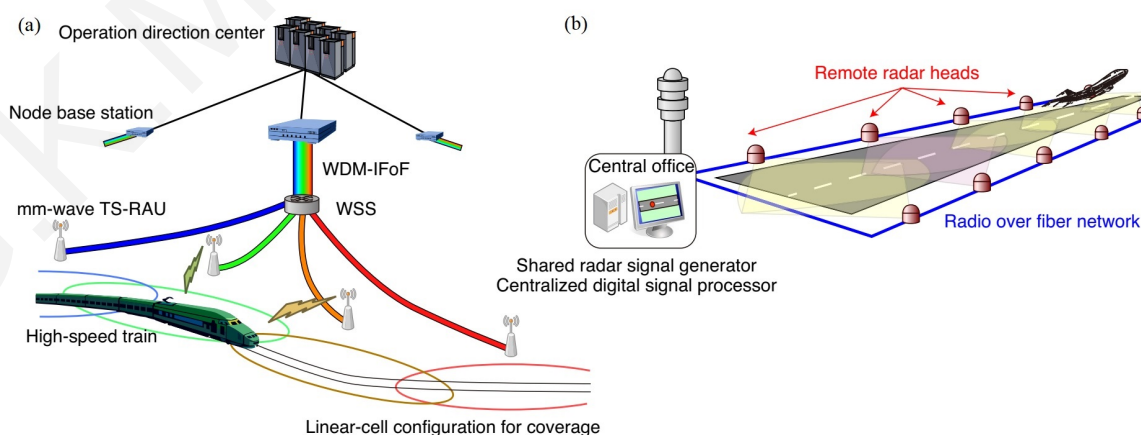 (a)
Operation direction center
Node base station
WDM-IFoF
mm-wave TS-RAU
WSS
High-speed train
Linear-cell configuration for coverage
(b)
Remote radar heads
Central office
Radio over fiber network
Shared radar signal generator
Centralized digital signal processor